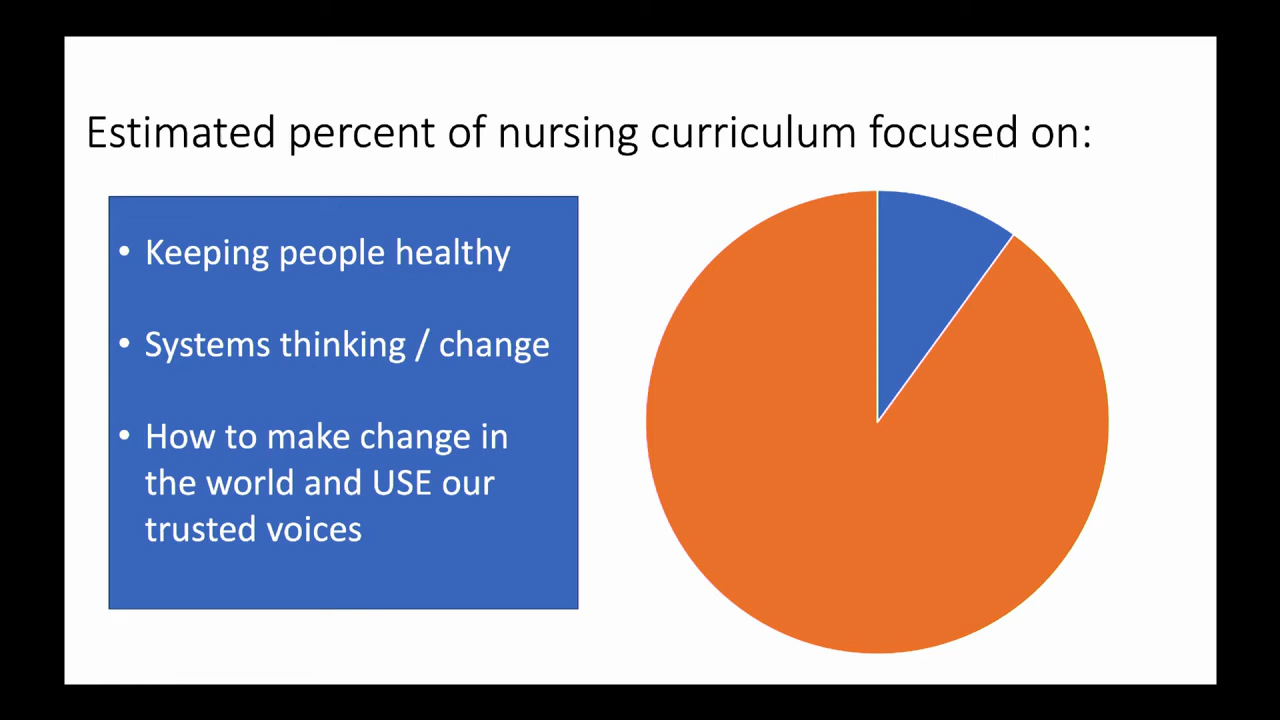 Estimated percent of nursing curriculum focused on:
• Keeping people healthy
• Systems thinking / change
• How to make change in
the world and USE our
trusted voices